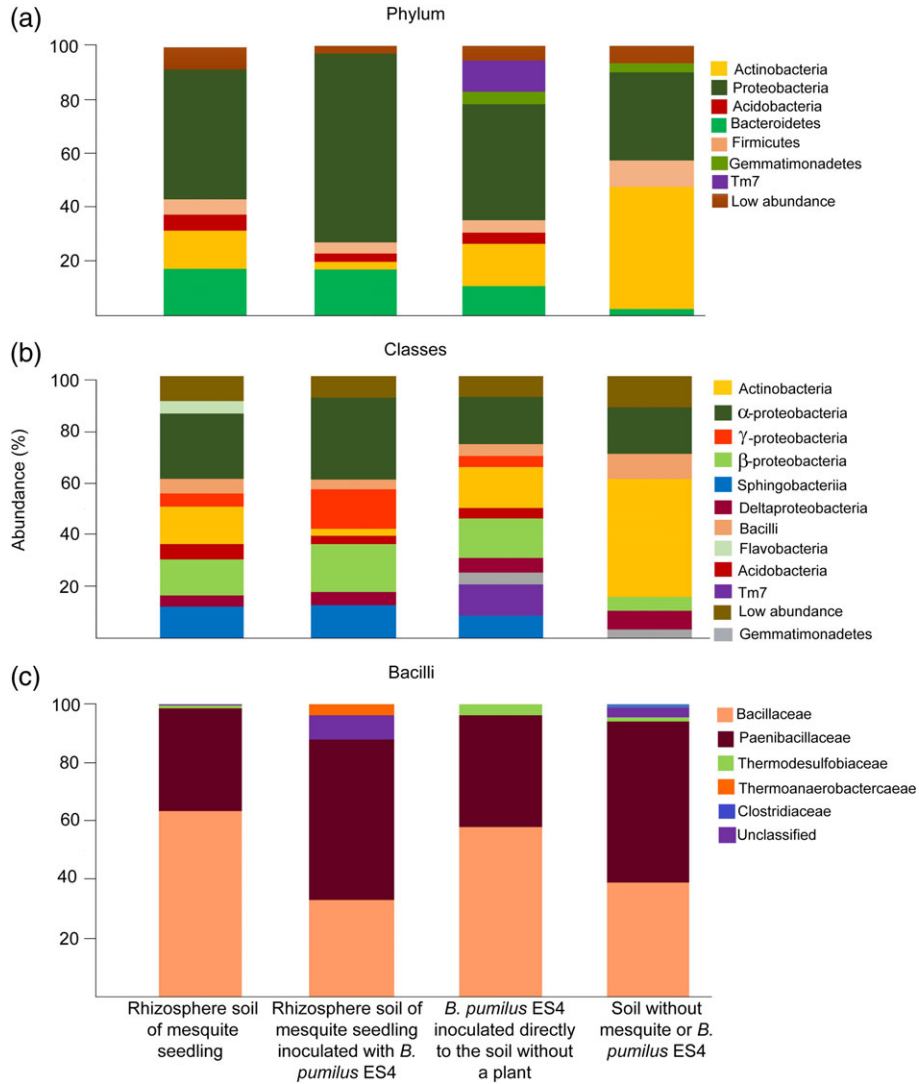 (a)
Phylum
100
80
60
40
20
Actinobacteria
Proteobacteria
Acidobacteria
Bacteroidetes
Firmicutes
Gemmatimonadetes
Tm7
Low abundance
(b)
Classes
Abundance (%)
100
80
60
40
20
Actinobacteria
α-proteobacteria
γ-proteobacteria
β-proteobacteria
Sphingobacteriia
Deltaproteobacteria
Bacilli
Flavobacteria
Acidobacteria
Tm7
Low abundance
Gemmatimonadetes
(c)
Bacilli
100
80
60
40
20
Bacillaceae
Paenibacillaceae
Thermodesulfobiaceae
Thermoanaerobactercaeae
Clostridiaceae
Unclassified
Rhizosphere soil
of mesquite
seedling
Rhizosphere soil of
mesquite seedling
inoculated with B.
pumilus ES4
B. pumilus ES4
inoculated directly
to the soil without
a plant
Soil without
mesquite or B.
pumilus ES4